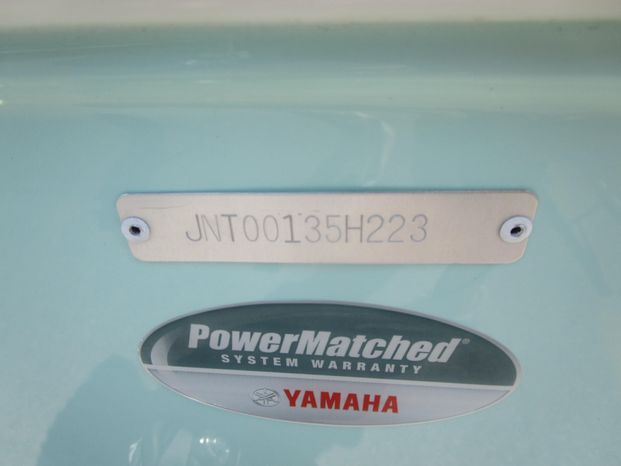 JNT00135H223
PowerMatched®
SYSTEM WARRANTY
YAMAHA